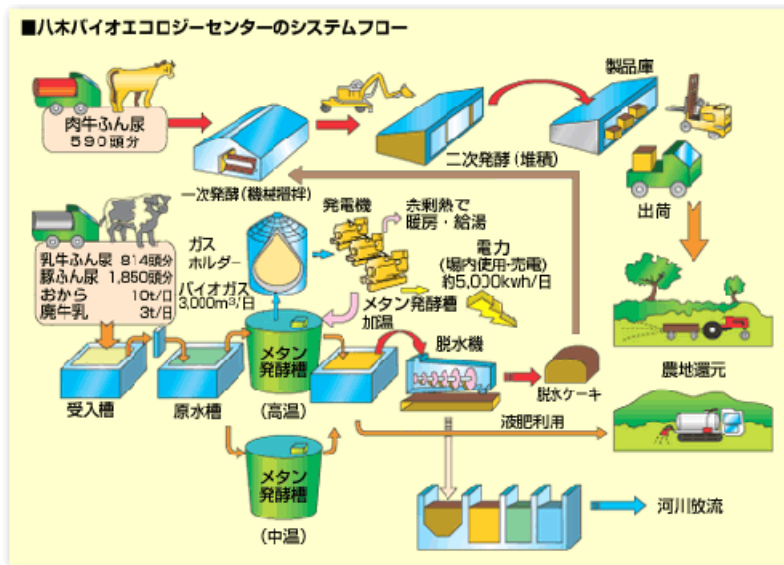 ■八木バイオエコロジーセンターのシステムフロー
製品庫
肉牛ふん尿
590頭分
一次発酵(機械攪拌)
二次発酵(堆積)
出荷
乳牛ふん尿 814頭分
豚ふん尿 1,850頭分
おから 10t/日
廃牛乳 3t/日
ガス
ホルダー
バイオガス
3,000m³/日
発電機
余剰熱で
暖房・給湯
電力
(場内使用・売電)
約5,000kwh/日
メタン発酵槽
加温
脱水機
受入槽
原水槽
メタン
発酵槽
(高温)
脱水ケーキ
農地還元
液肥利用
メタン
発酵槽
(中温)
河川放流